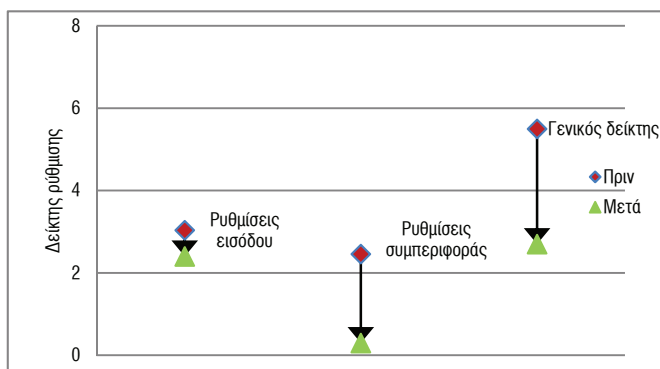 8
6
4
2
0
Δείκτης ρύθμισης
Ρυθμίσεις
εισόδου
Ρυθμίσεις
συμπεριφοράς
Γενικός δείκτης
Πριν
Μετά